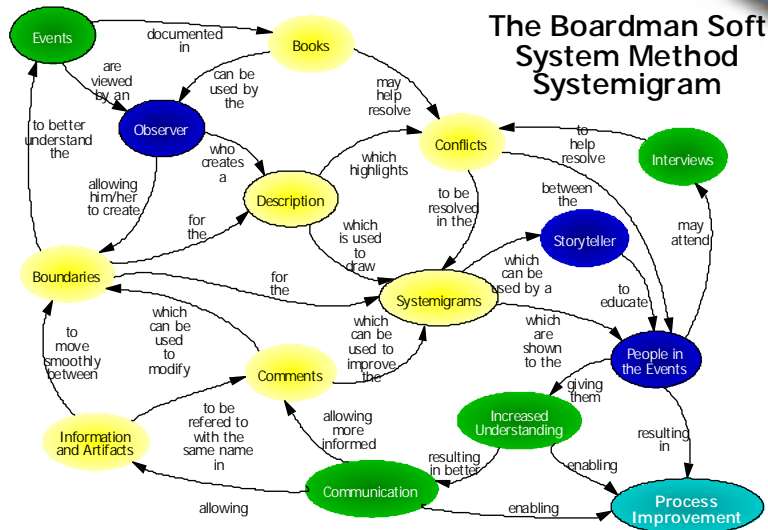 The Boardman Soft
System Method
Systemigram
Events
documented
in
Books
are
viewed
by an
can be
used by
the
may
help
resolve
to better
understand
the
Observer
who
creates
a
Conflicts
to
help
resolve
Interviews
which
highlights
allowing
him/her
to create
Description
to be
resolved
in the
between
the
may
attend
for
the
which
is used
to
draw
Storyteller
Boundaries
for
the
Systemigrams
which
can be
used by a
to
educate
which
can be
used to
modify
which
can be
used to
improve
the
which
are
shown
to the
People in
the Events
to
move
smoothly
between
Comments
giving
them
to be
refered to
with the
same name
in
allowing
more
informed
Increased
Understanding
resulting
in
Information
and Artifacts
resulting
in better
enabling
Communication
allowing
enabling
Process
Improvement